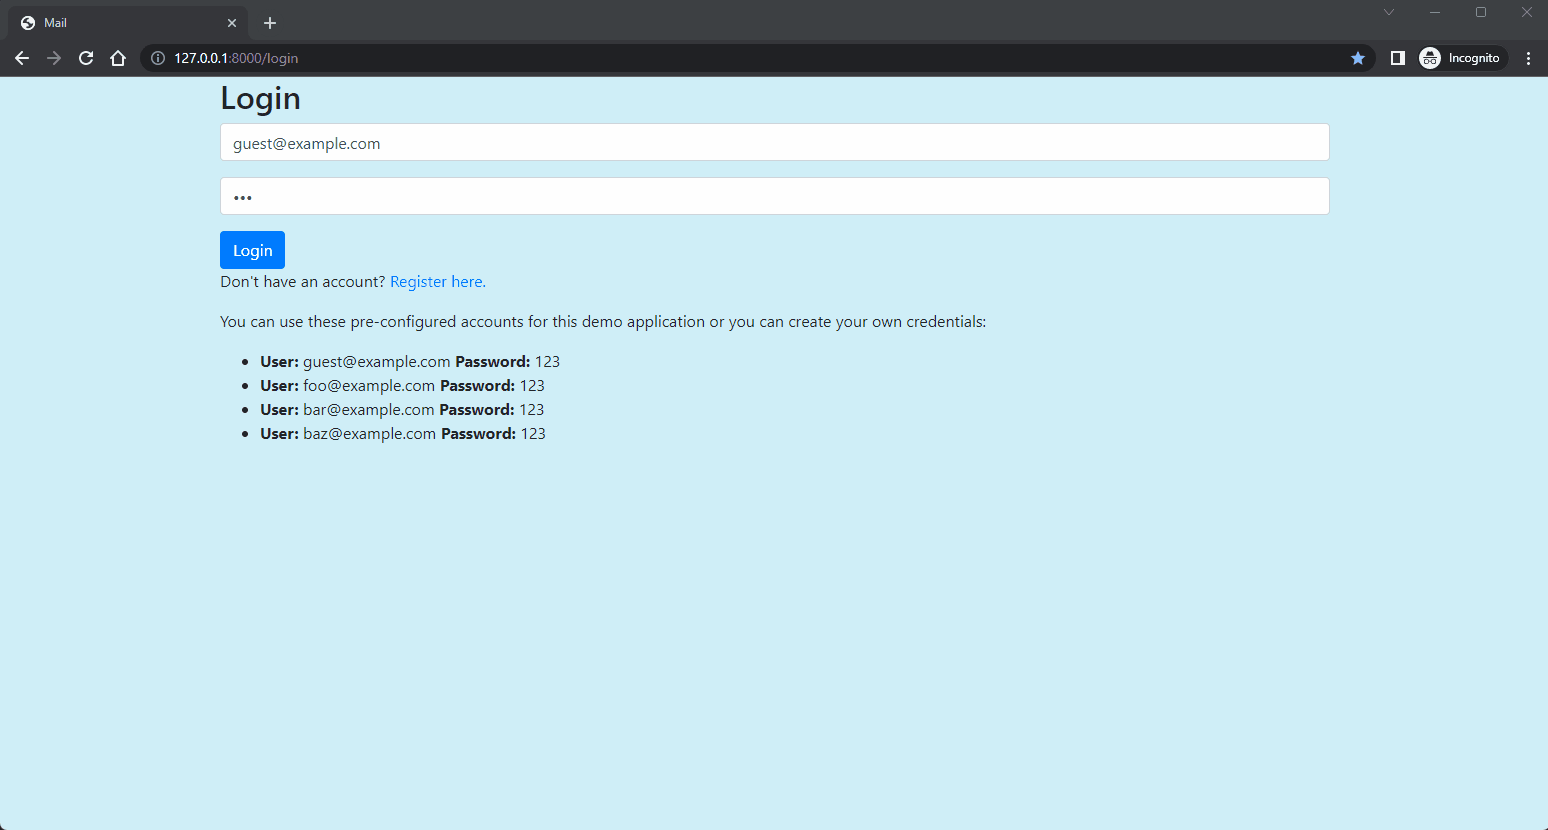 Mail
127.0.0.1:8000/login
Incognito
Login
guest@example.com
•••
Login
Don't have an account? Register here.
You can use these pre-configured accounts for this demo application or you can create your own credentials:
• User: guest@example.com Password: 123
• User: foo@example.com Password: 123
• User: bar@example.com Password: 123
• User: baz@example.com Password: 123